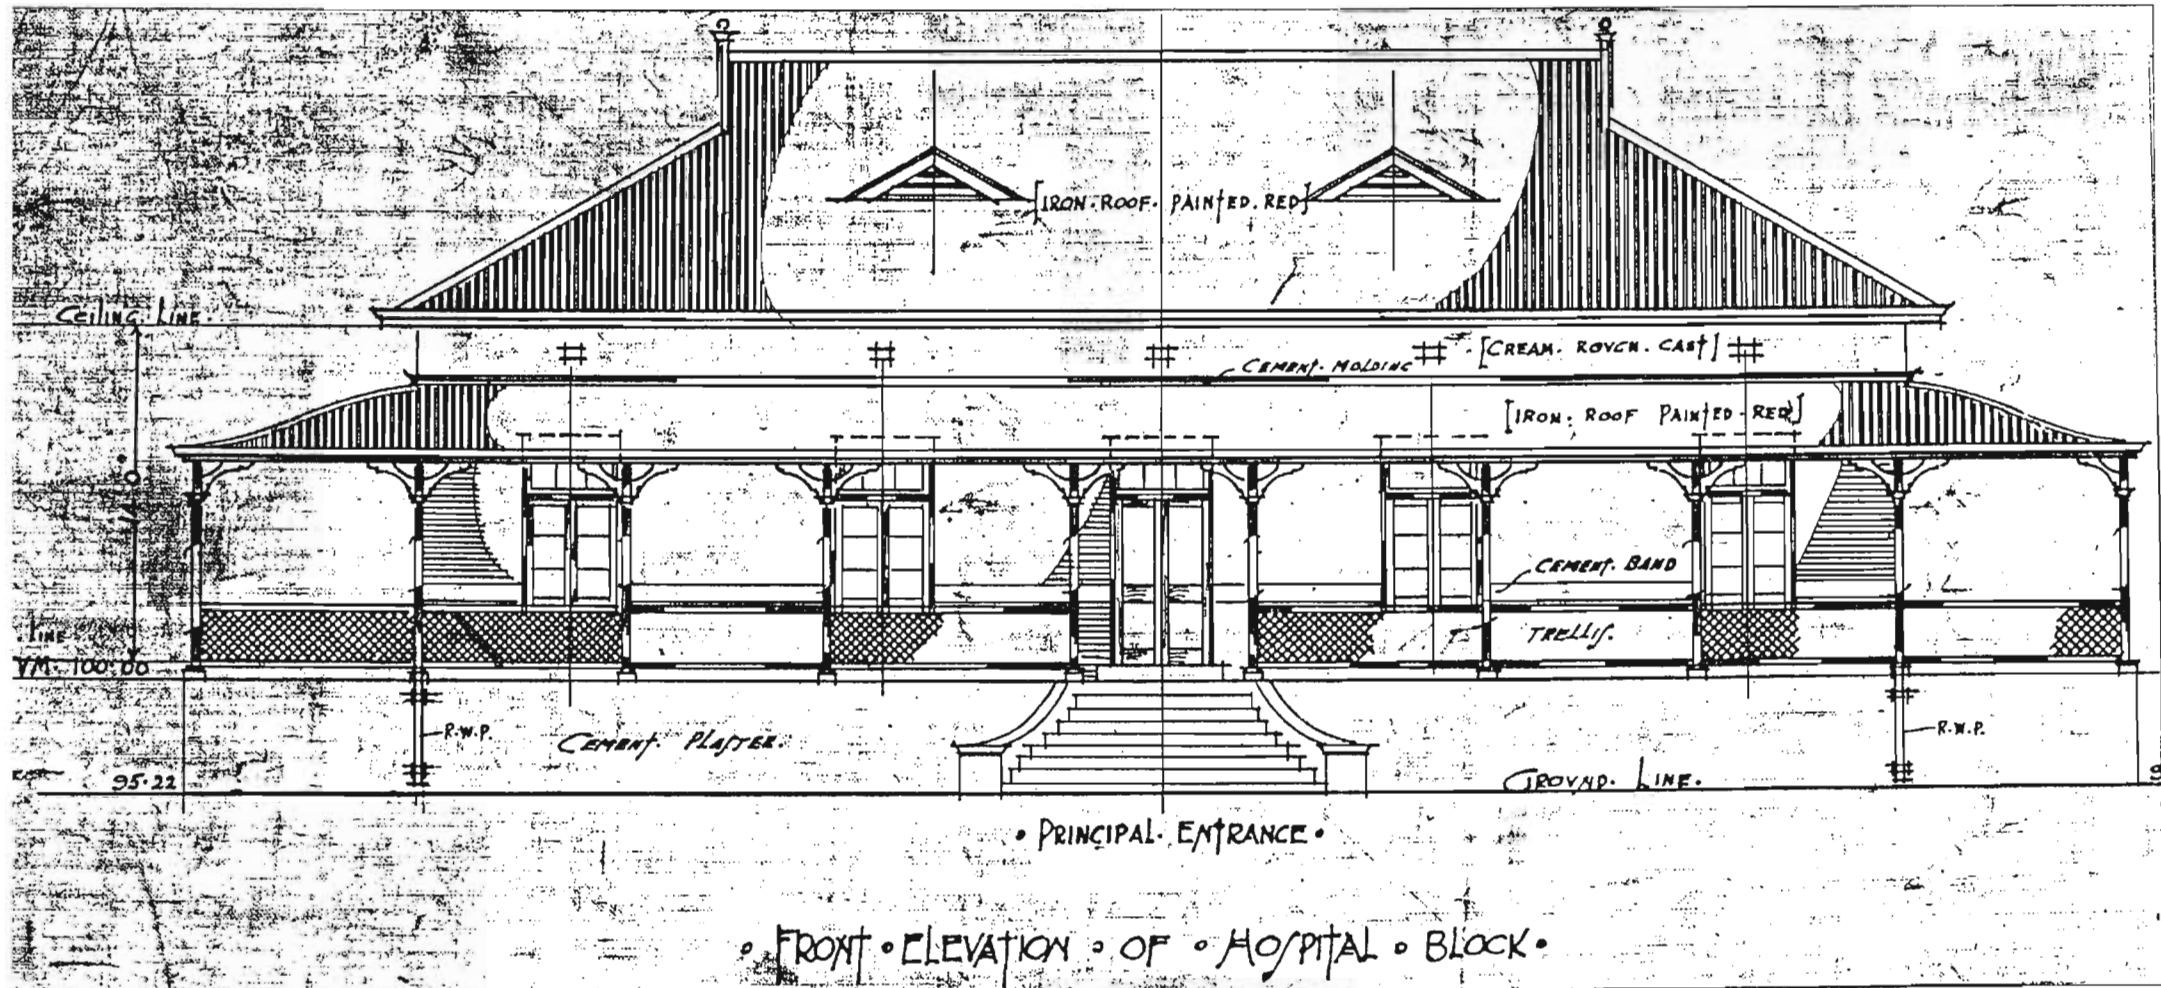 [IRON. ROOF. PAINTED. RED]
CEILING. LINE.
[CREAM. ROUGH. CAST]
CEMENT. MOLDING
[IRON. ROOF PAINTED. RED]
CEMENT. BAND
. LINE
TRELLIS.
VM. 100.00
R.W.P.
CEMENT. PLASTER.
R.W.P.
95.22
GROUND. LINE.
• PRINCIPAL. ENTRANCE •
• FRONT • ELEVATION • OF • HOSPITAL • BLOCK •